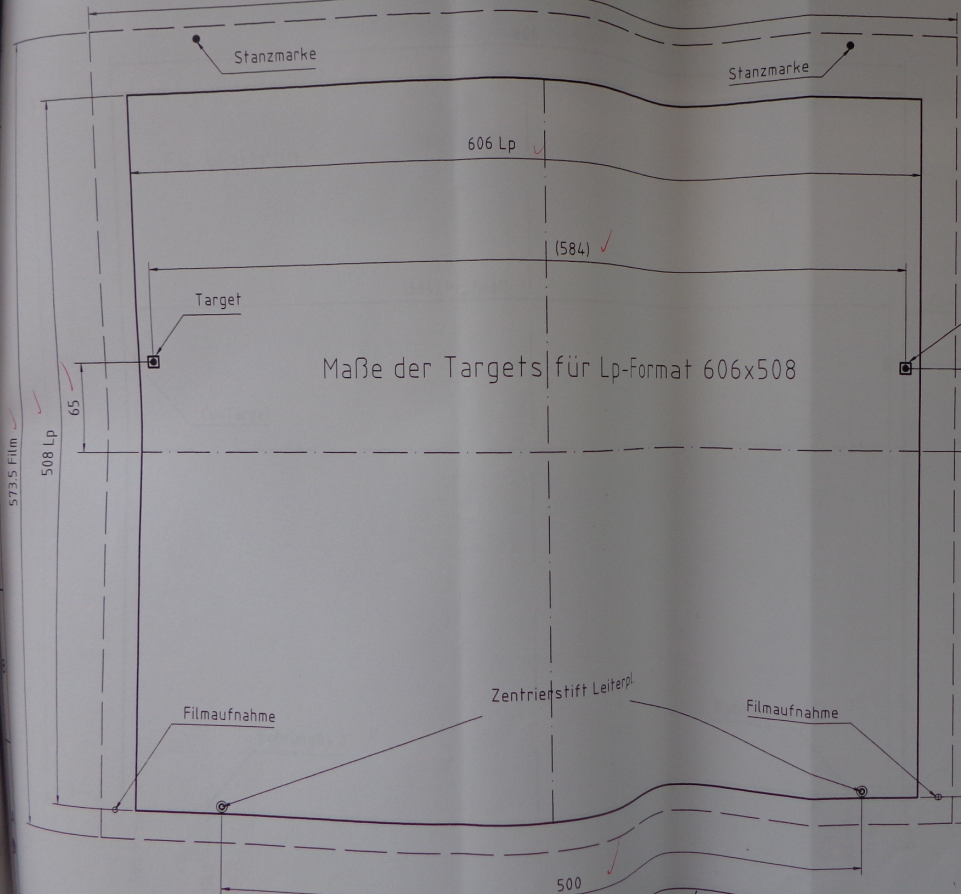 Stanzmarke
Stanzmarke
606 Lp
(584)
Target
Maße der Targets für Lp-Format 606x508
65
508 Lp
573.5 Film
Zentrierstift Leiterpl.
Filmaufnahme
Filmaufnahme
500